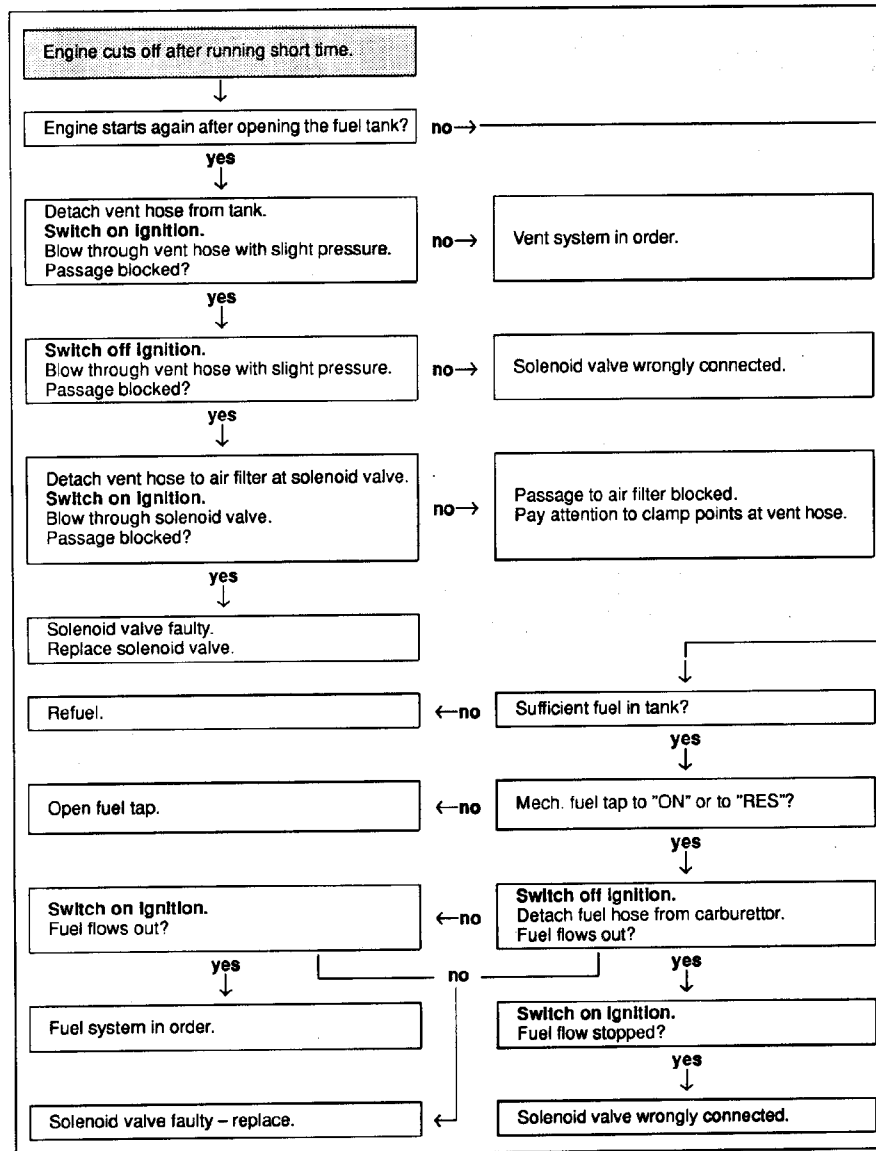 Engine cuts off after running short time.
Engine starts again after opening the fuel tank?
no
yes
Detach vent hose from tank.
Switch on ignition.
Blow through vent hose with slight pressure.
Passage blocked?
no
Vent system in order.
yes
Switch off ignition.
Blow through vent hose with slight pressure.
Passage blocked?
no
Solenoid valve wrongly connected.
yes
Detach vent hose to air filter at solenoid valve.
Switch on ignition.
Blow through solenoid valve.
Passage blocked?
no
Passage to air filter blocked.
Pay attention to clamp points at vent hose.
yes
Solenoid valve faulty.
Replace solenoid valve.
Refuel.
no
Sufficient fuel in tank?
yes
Open fuel tap.
no
Mech. fuel tap to "ON" or to "RES"?
yes
Switch on ignition.
Fuel flows out?
no
Switch off ignition.
Detach fuel hose from carburettor.
Fuel flows out?
yes
no
yes
Fuel system in order.
Switch on ignition.
Fuel flow stopped?
yes
Solenoid valve faulty – replace.
Solenoid valve wrongly connected.